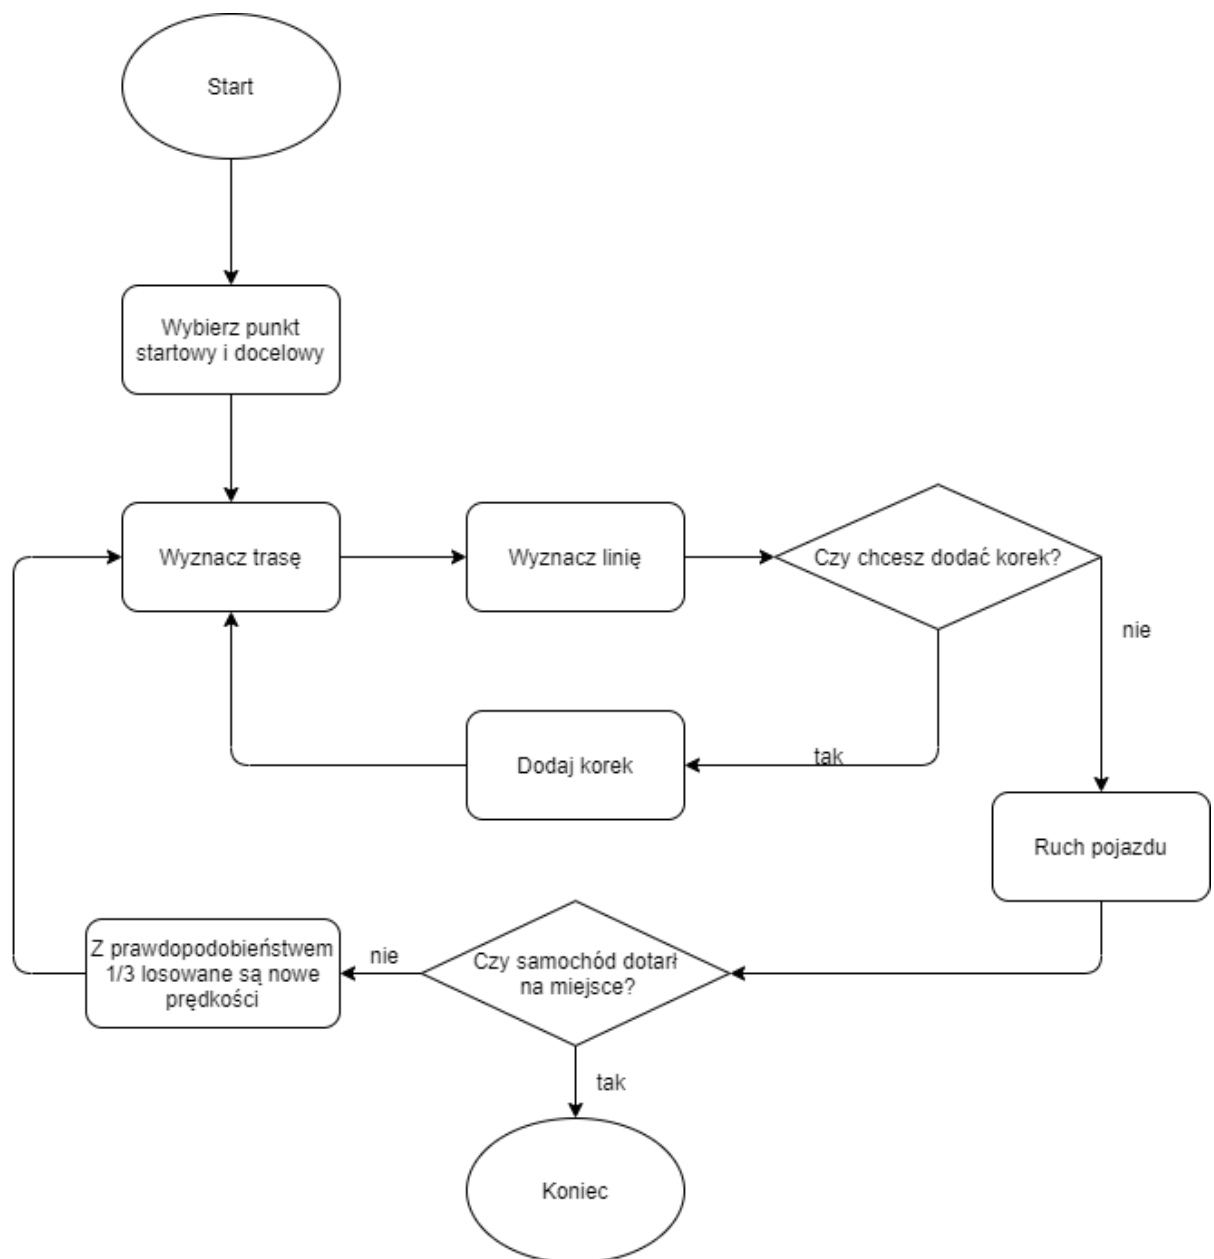 Start
Wybierz punkt
startowy i docelowy
Wyznacz trasę
Wyznacz linię
Czy chcesz dodać korek?
nie
Dodaj korek
tak
Ruch pojazdu
Z prawdopodobieństwem
1/3 losowane są nowe
prędkości
nie
Czy samochód dotarł
na miejsce?
tak
Koniec